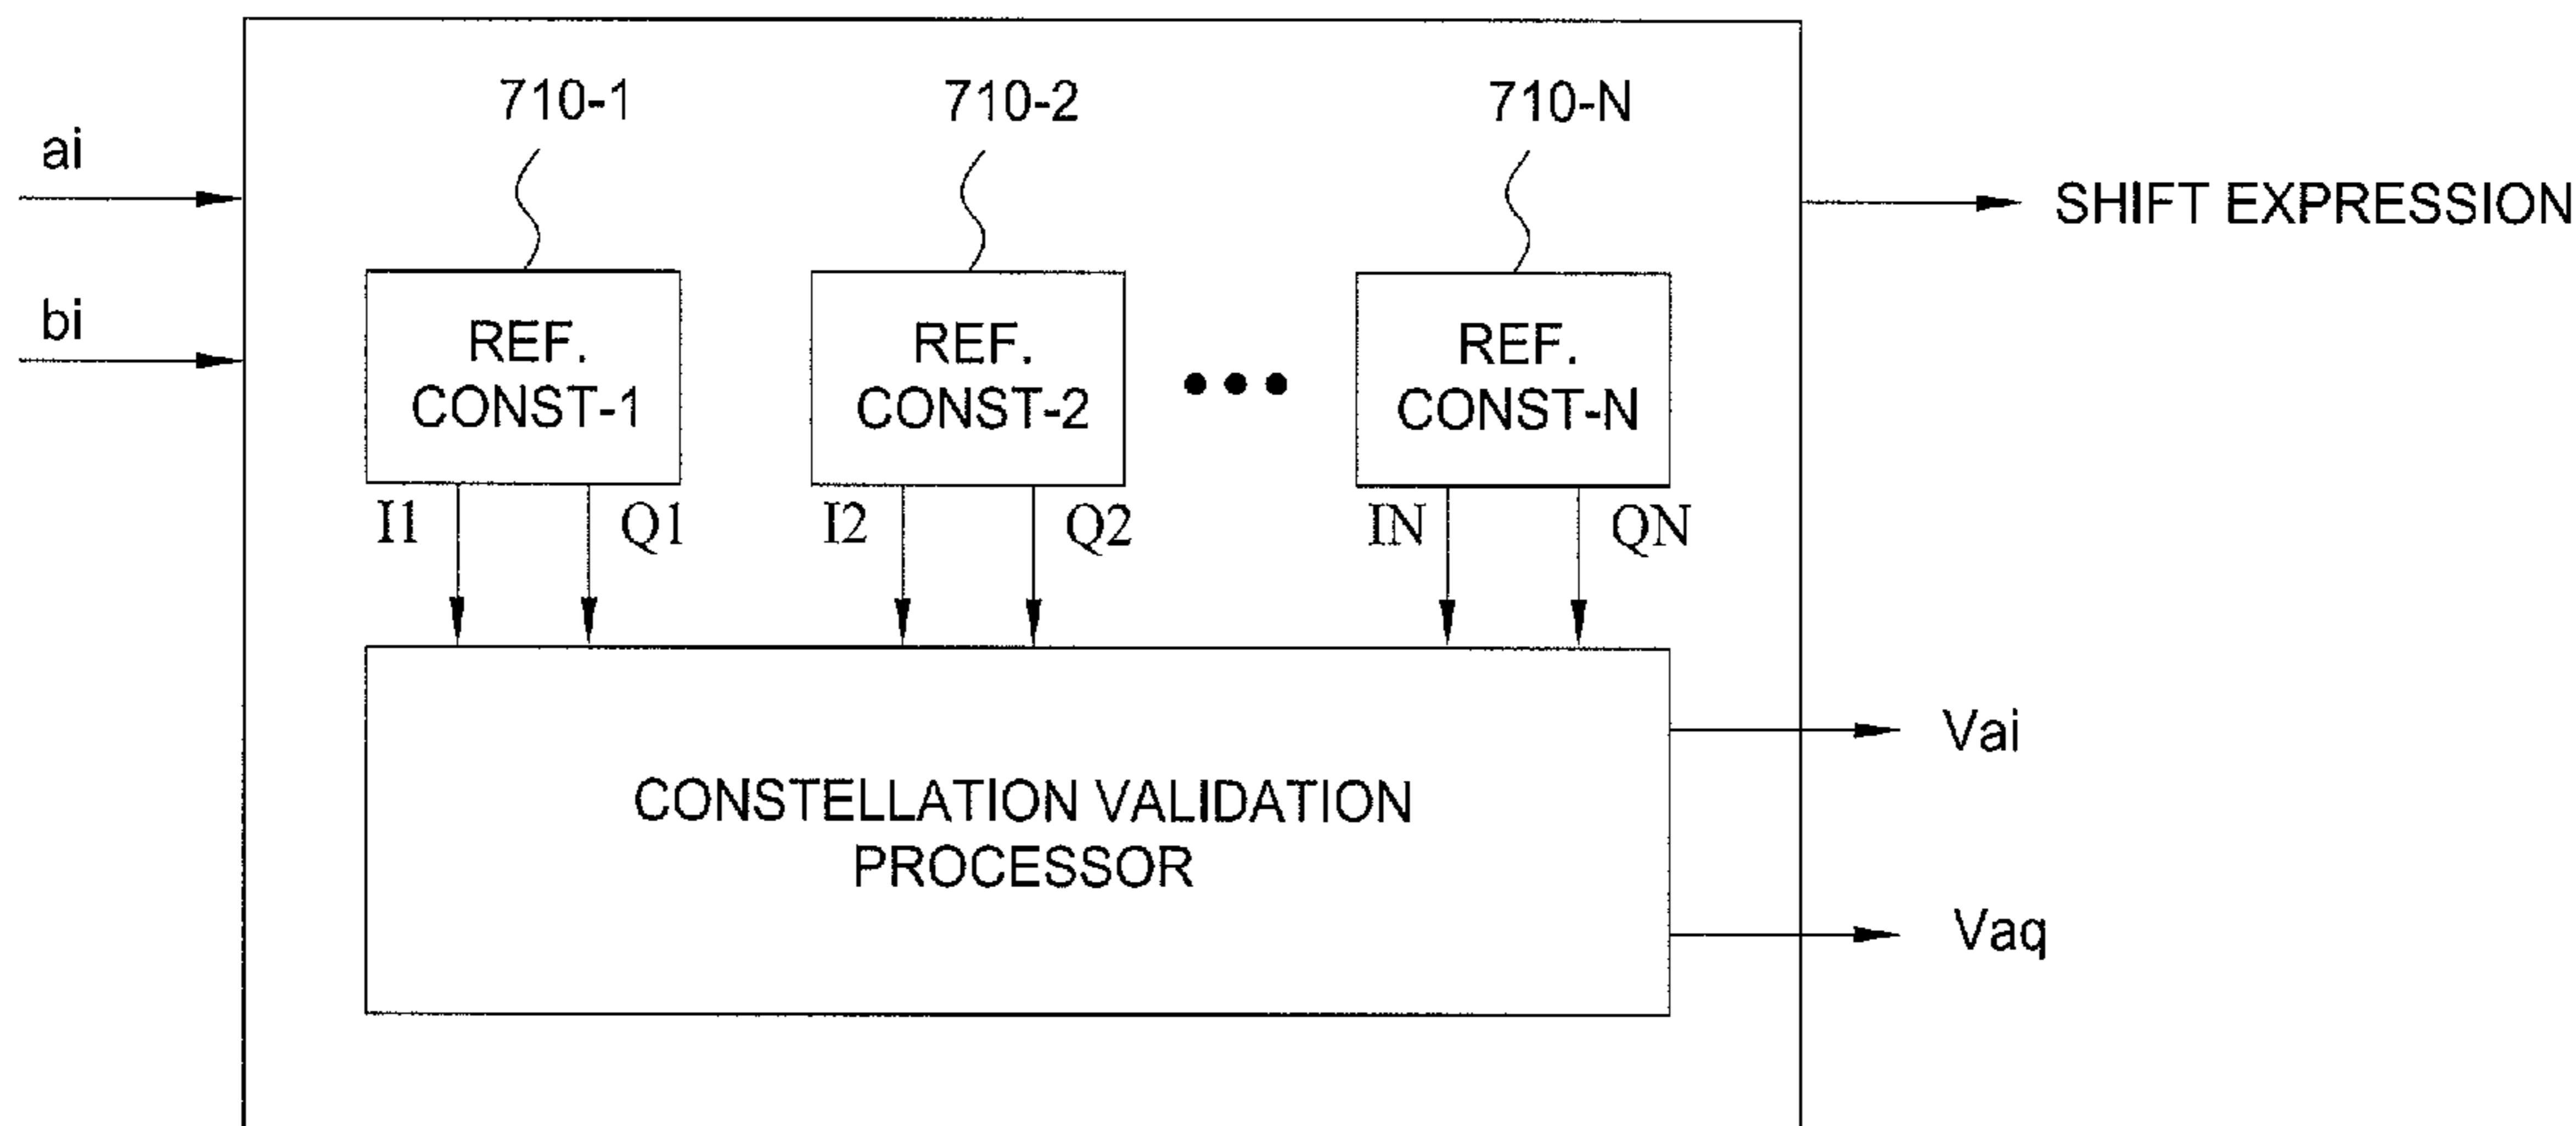 710-1
710-2
710-N
ai
SHIFT EXPRESSION
bi
REF.
CONST-1
REF.
CONST-2
REF.
CONST-N
I1
Q1
I2
Q2
IN
QN
CONSTELLATION VALIDATION
PROCESSOR
Vai
Vaq